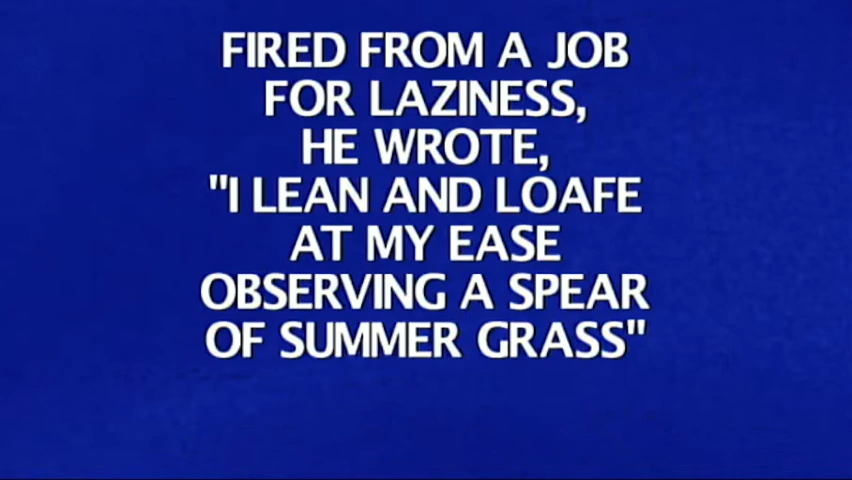 FIRED FROM A JOB
FOR LAZINESS,
HE WROTE,
"I LEAN AND LOAFE
AT MY EASE
OBSERVING A SPEAR
OF SUMMER GRASS"